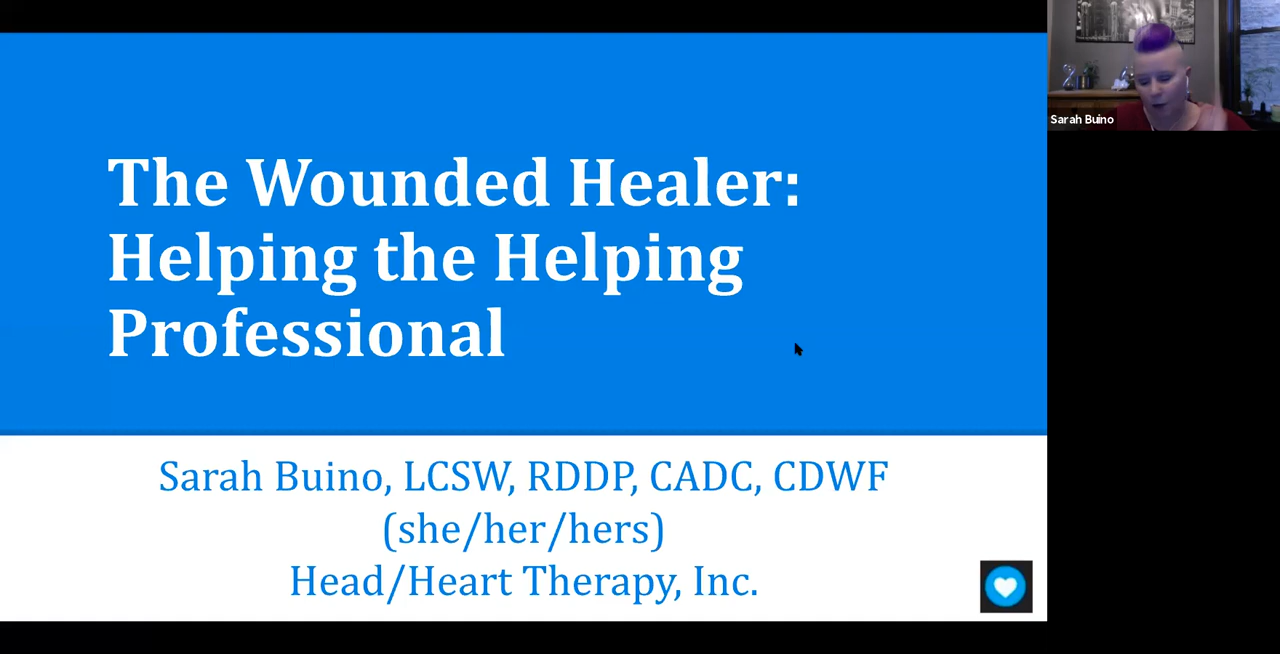 The Wounded Healer:
Helping the Helping
Professional
Sarah Buino, LCSW, RDDP, CADC, CDWF
(she/her/hers)
Head/Heart Therapy, Inc.
Sarah Buino